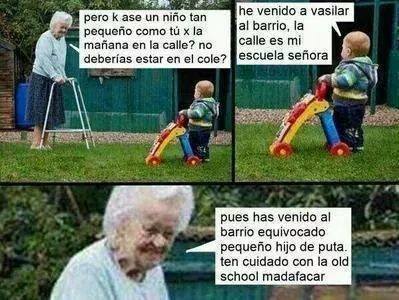 pero k ase un niño tan
pequeño como tú x la
mañana en la calle? no
deberías estar en el cole?
he venido a vasilar
al barrio, la
calle es mi
escuela señora
pues has venido al
barrio equivocado
pequeño hijo de puta.
ten cuidado con la old
school madafacar